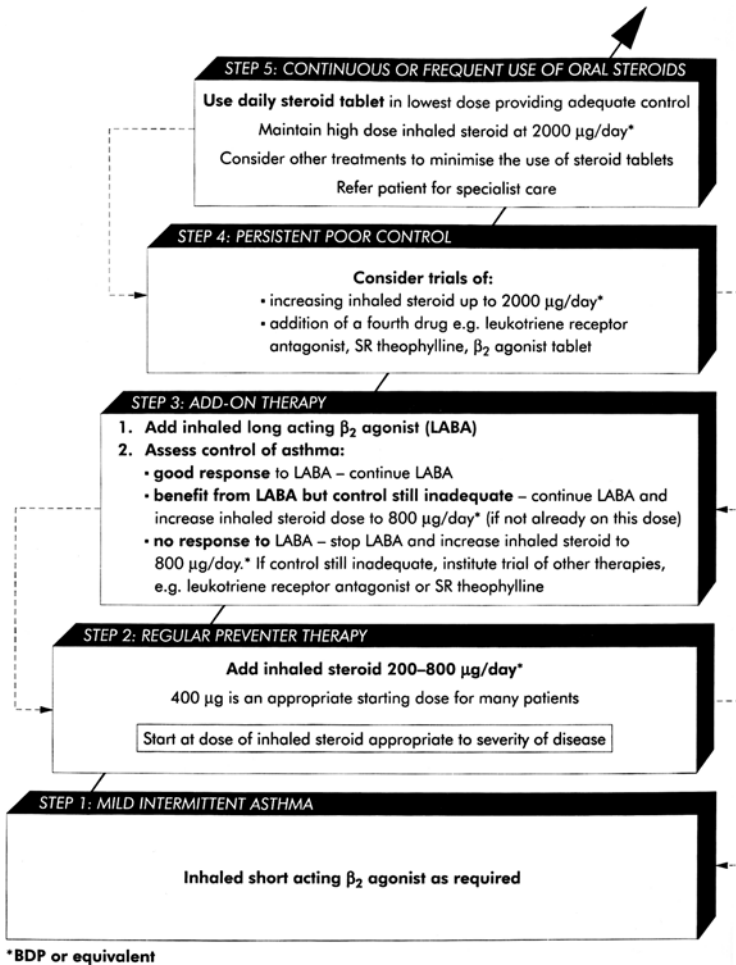 STEP 5: CONTINUOUS OR FREQUENT USE OF ORAL STEROIDS
Use daily steroid tablet in lowest dose providing adequate control
Maintain high dose inhaled steroid at 2000 μg/day*
Consider other treatments to minimise the use of steroid tablets
Refer patient for specialist care
STEP 4: PERSISTENT POOR CONTROL
Consider trials of:
• increasing inhaled steroid up to 2000 μg/day*
• addition of a fourth drug e.g. leukotriene receptor
antagonist, SR theophylline, β₂ agonist tablet
STEP 3: ADD-ON THERAPY
1. Add inhaled long acting β₂ agonist (LABA)
2. Assess control of asthma:
• good response to LABA – continue LABA
• benefit from LABA but control still inadequate – continue LABA and
increase inhaled steroid dose to 800 μg/day* (if not already on this dose)
• no response to LABA – stop LABA and increase inhaled steroid to
800 μg/day.* If control still inadequate, institute trial of other therapies,
e.g. leukotriene receptor antagonist or SR theophylline
STEP 2: REGULAR PREVENTER THERAPY
Add inhaled steroid 200–800 μg/day*
400 μg is an appropriate starting dose for many patients
Start at dose of inhaled steroid appropriate to severity of disease
STEP 1: MILD INTERMITTENT ASTHMA
Inhaled short acting β₂ agonist as required
*BDP or equivalent